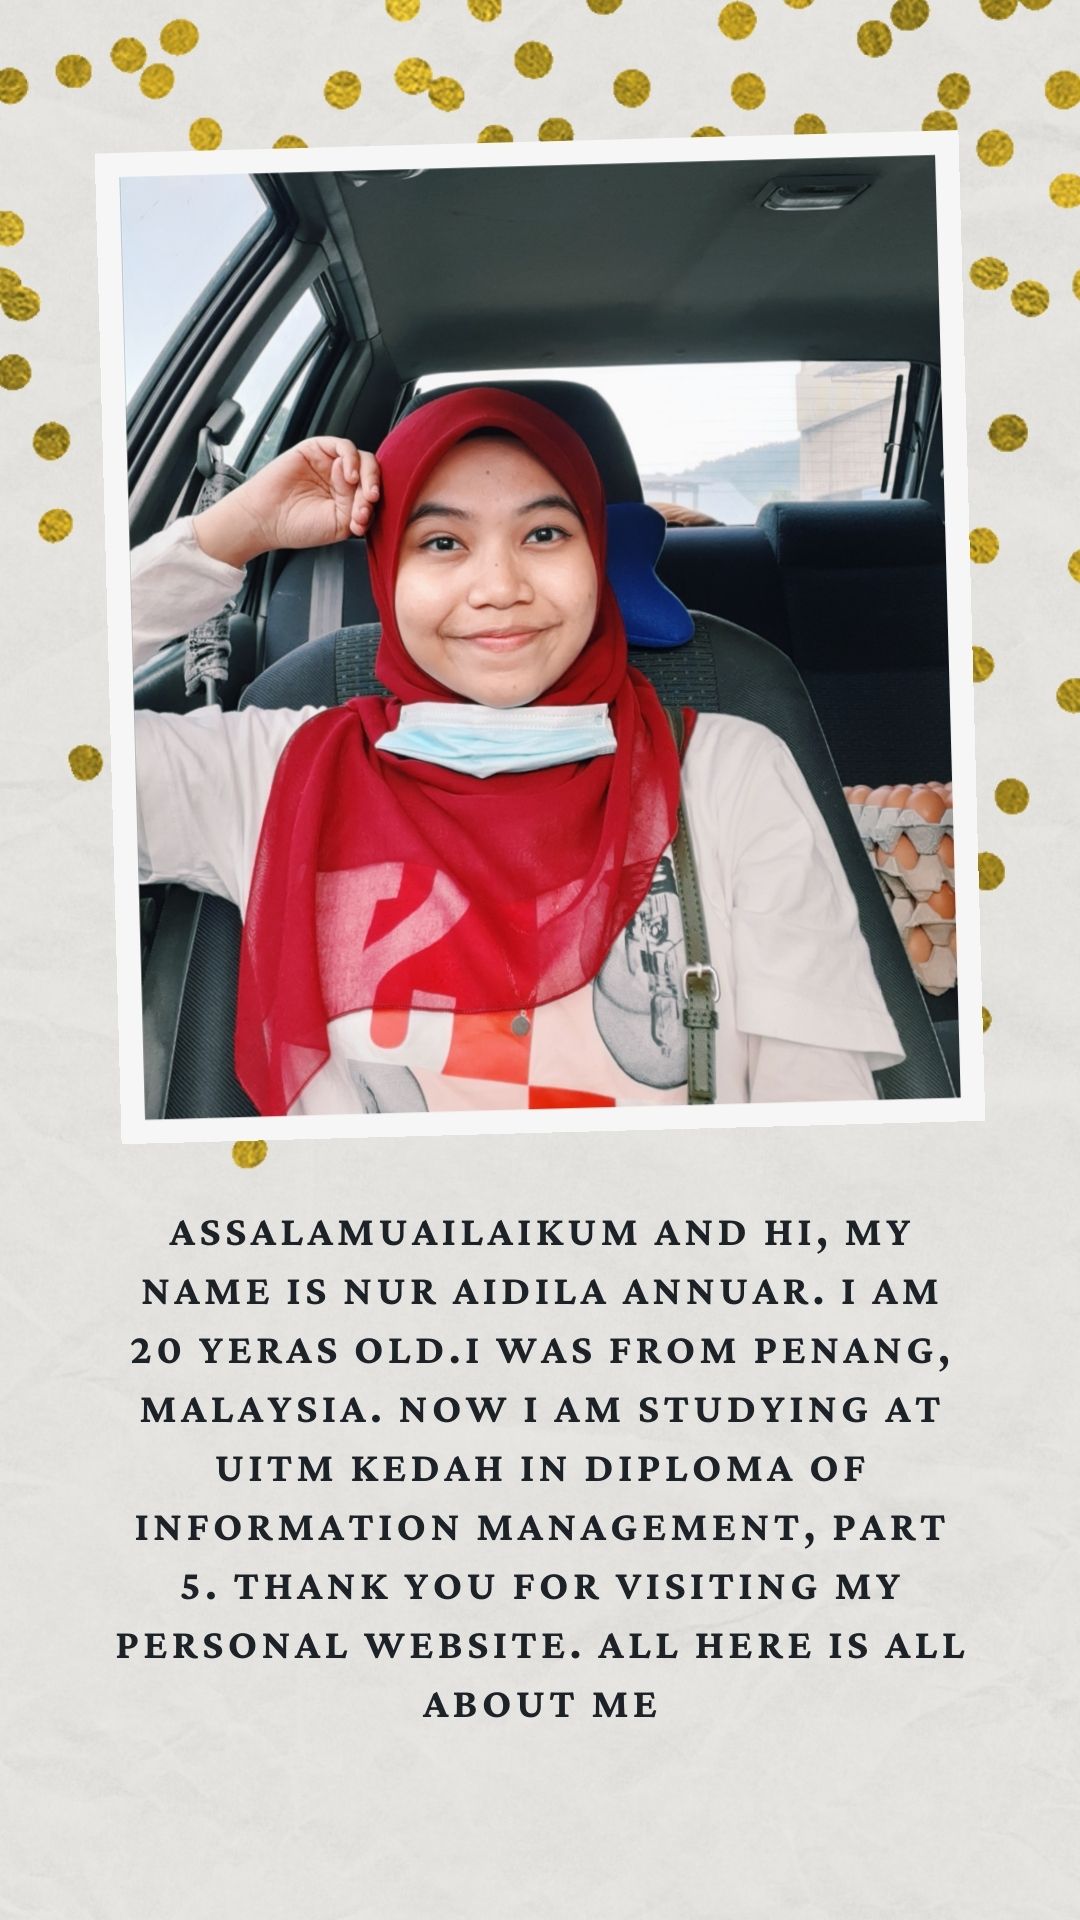 ASSALAMUAILAIKUM AND HI, MY
NAME IS NUR AIDILA ANNUAR. I AM
20 YERAS OLD.I WAS FROM PENANG,
MALAYSIA. NOW I AM STUDYING AT
UITM KEDAH IN DIPLOMA OF
INFORMATION MANAGEMENT, PART
5. THANK YOU FOR VISITING MY
PERSONAL WEBSITE. ALL HERE IS ALL
ABOUT ME